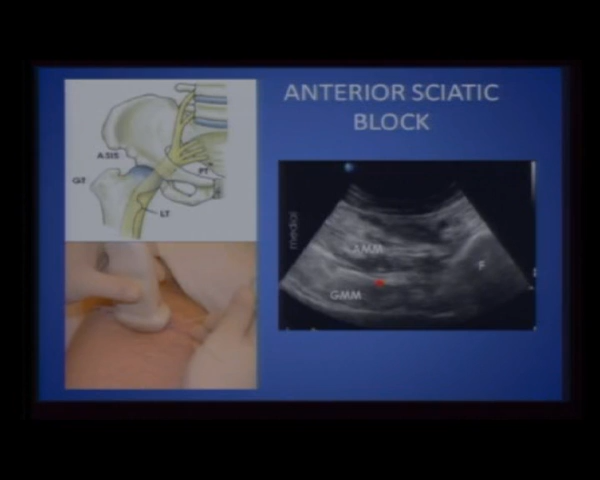 ANTERIOR SCIATIC
BLOCK
ASIS
GT
PT
LT
medial
AMM
F
GMM